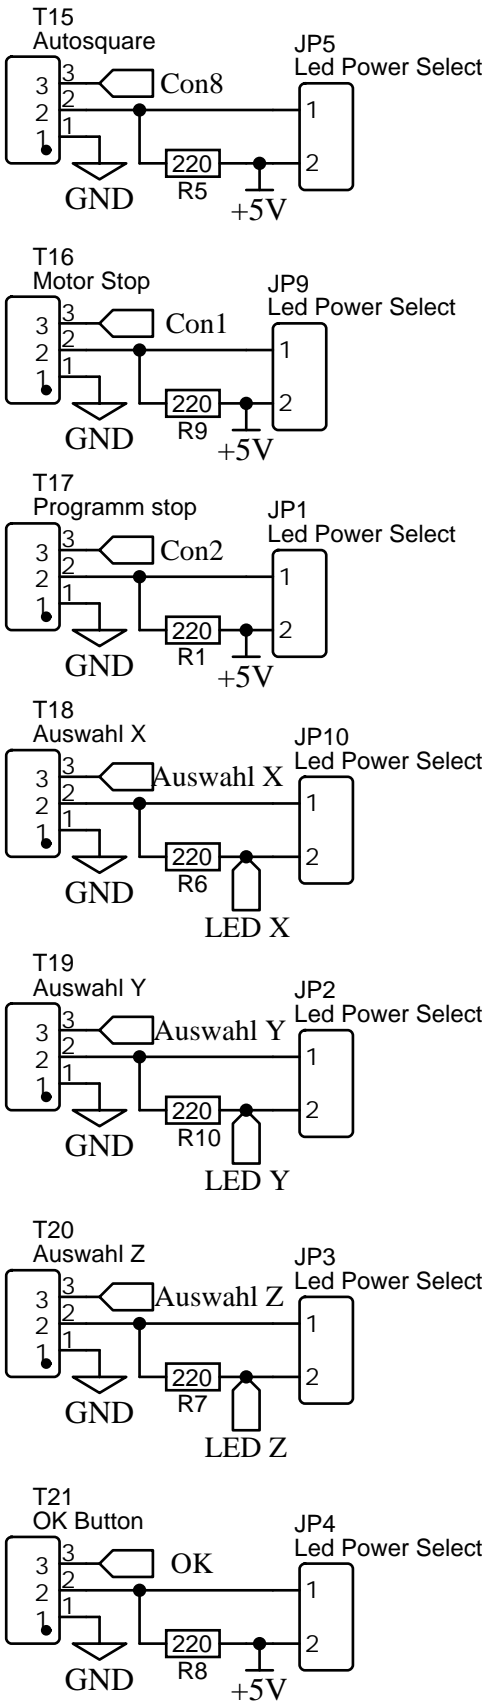 T15
Autosquare
JP5
Led Power Select
3 3 Con8
2 2 1
1 1
220 2
R5
GND
+5V
T16
Motor Stop
JP9
Led Power Select
3 3 Con1
2 2 1
1 1
220 2
R9
GND
+5V
T17
Programm stop
JP1
Led Power Select
3 3 Con2
2 2 1
1 1
220 2
R1
GND
+5V
T18
Auswahl X
JP10
Led Power Select
3 3 Auswahl X
2 2 1
1 1
220 2
R6
GND
LED X
T19
Auswahl Y
JP2
Led Power Select
3 3 Auswahl Y
2 2 1
1 1
220 2
R10
GND
LED Y
T20
Auswahl Z
JP3
Led Power Select
3 3 Auswahl Z
2 2 1
1 1
220 2
R7
GND
LED Z
T21
OK Button
JP4
Led Power Select
3 3 OK
2 2 1
1 1
220 2
R8
GND
+5V